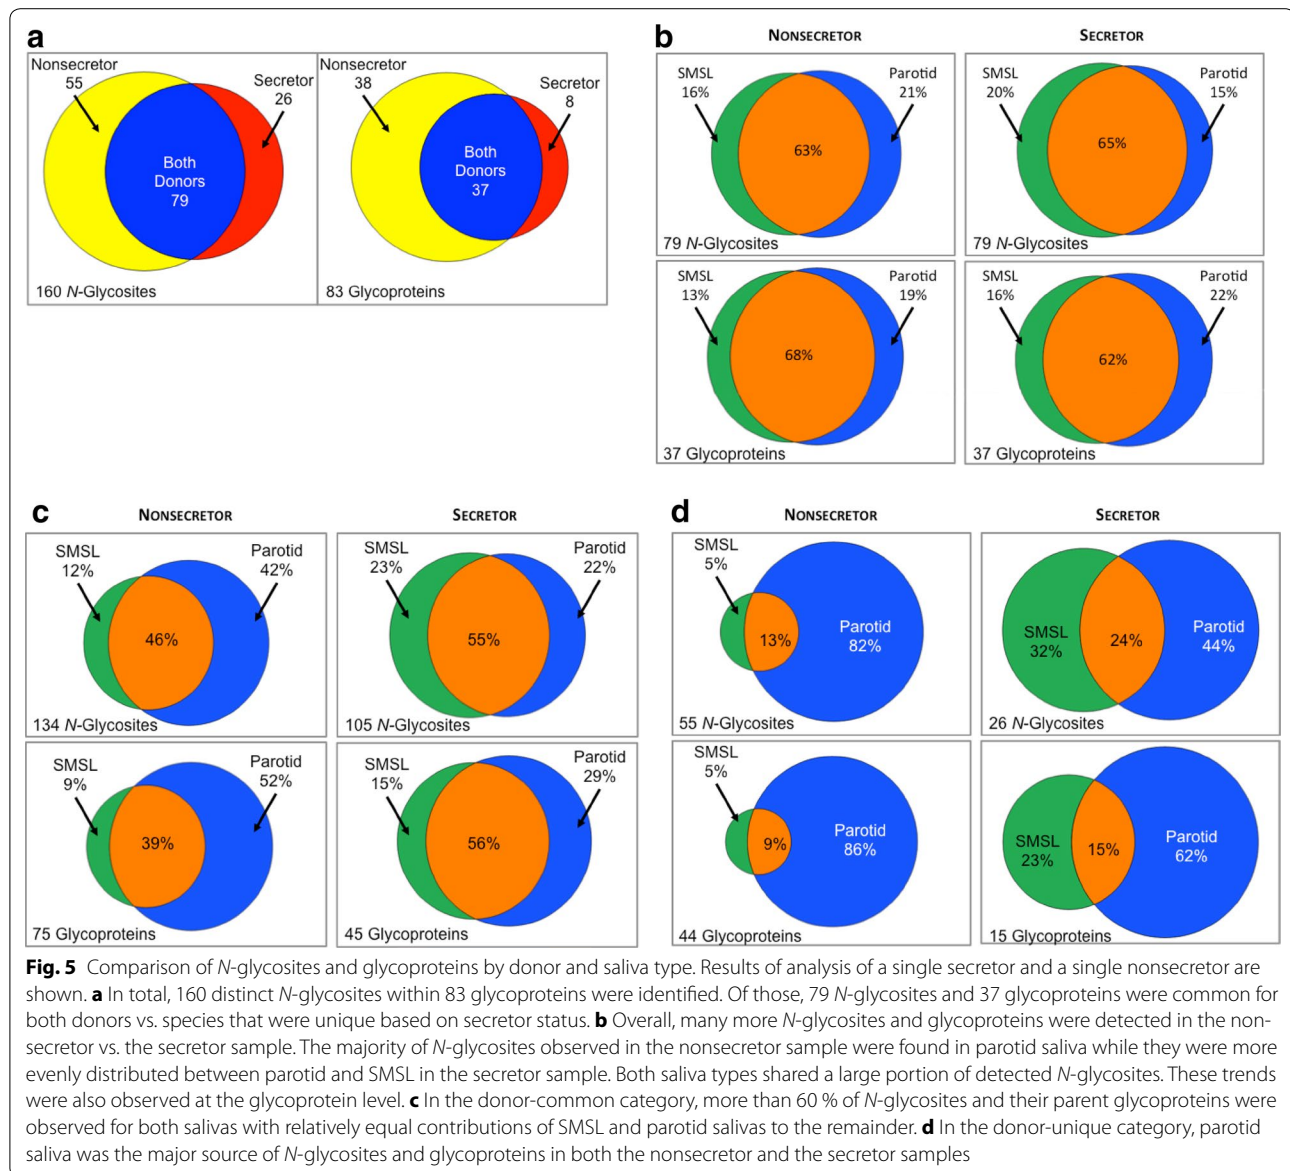 a
Nonsecretor
55
Secretor
26
Both
Donors
79
160 N-Glycosites
Nonsecretor
38
Secretor
8
Both
Donors
37
83 Glycoproteins
b
NONSECRETOR
SECRETOR
SMSL
16%
Parotid
21%
63%
79 N-Glycosites
SMSL
20%
Parotid
15%
65%
79 N-Glycosites
SMSL
13%
Parotid
19%
68%
37 Glycoproteins
SMSL
16%
Parotid
22%
62%
37 Glycoproteins
c
NONSECRETOR
SECRETOR
SMSL
12%
Parotid
42%
46%
134 N-Glycosites
SMSL
23%
Parotid
22%
55%
105 N-Glycosites
SMSL
9%
Parotid
52%
39%
75 Glycoproteins
SMSL
15%
Parotid
29%
56%
45 Glycoproteins
d
NONSECRETOR
SECRETOR
SMSL
5%
13%
Parotid
82%
55 N-Glycosites
SMSL
32%
24%
Parotid
44%
26 N-Glycosites
SMSL
5%
9%
Parotid
86%
44 Glycoproteins
SMSL
23%
15%
Parotid
62%
15 Glycoproteins
Fig. 5 Comparison of N-glycosites and glycoproteins by donor and saliva type. Results of analysis of a single secretor and a single nonsecretor are
shown. a In total, 160 distinct N-glycosites within 83 glycoproteins were identified. Of those, 79 N-glycosites and 37 glycoproteins were common for
both donors vs. species that were unique based on secretor status. b Overall, many more N-glycosites and glycoproteins were detected in the non-
secretor vs. the secretor sample. The majority of N-glycosites observed in the nonsecretor sample were found in parotid saliva while they were more
evenly distributed between parotid and SMSL in the secretor sample. Both saliva types shared a large portion of detected N-glycosites. These trends
were also observed at the glycoprotein level. c In the donor-common category, more than 60 % of N-glycosites and their parent glycoproteins were
observed for both salivas with relatively equal contributions of SMSL and parotid salivas to the remainder. d In the donor-unique category, parotid
saliva was the major source of N-glycosites and glycoproteins in both the nonsecretor and the secretor samples